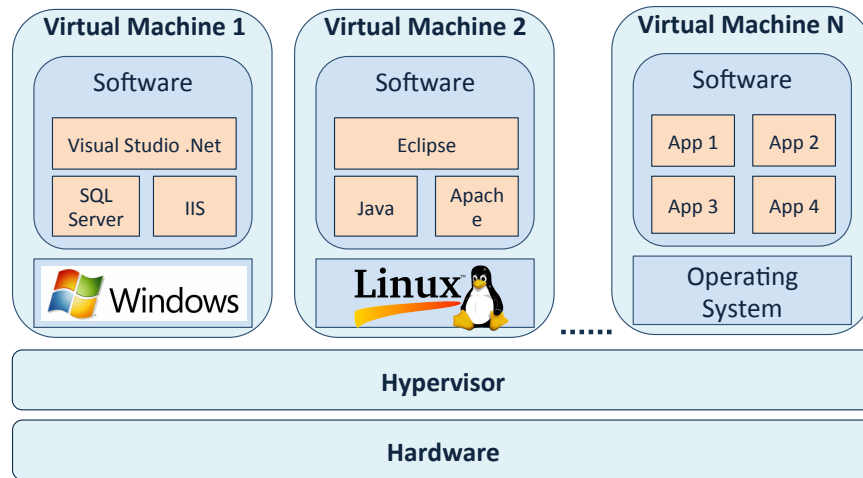 Virtual Machine 1
Software
Visual Studio .Net
SQL
Server
IIS
Windows
Virtual Machine 2
Software
Eclipse
Java
Apach
e
Linux™
......
Virtual Machine N
Software
App 1
App 2
App 3
App 4
Operating
System
Hypervisor
Hardware